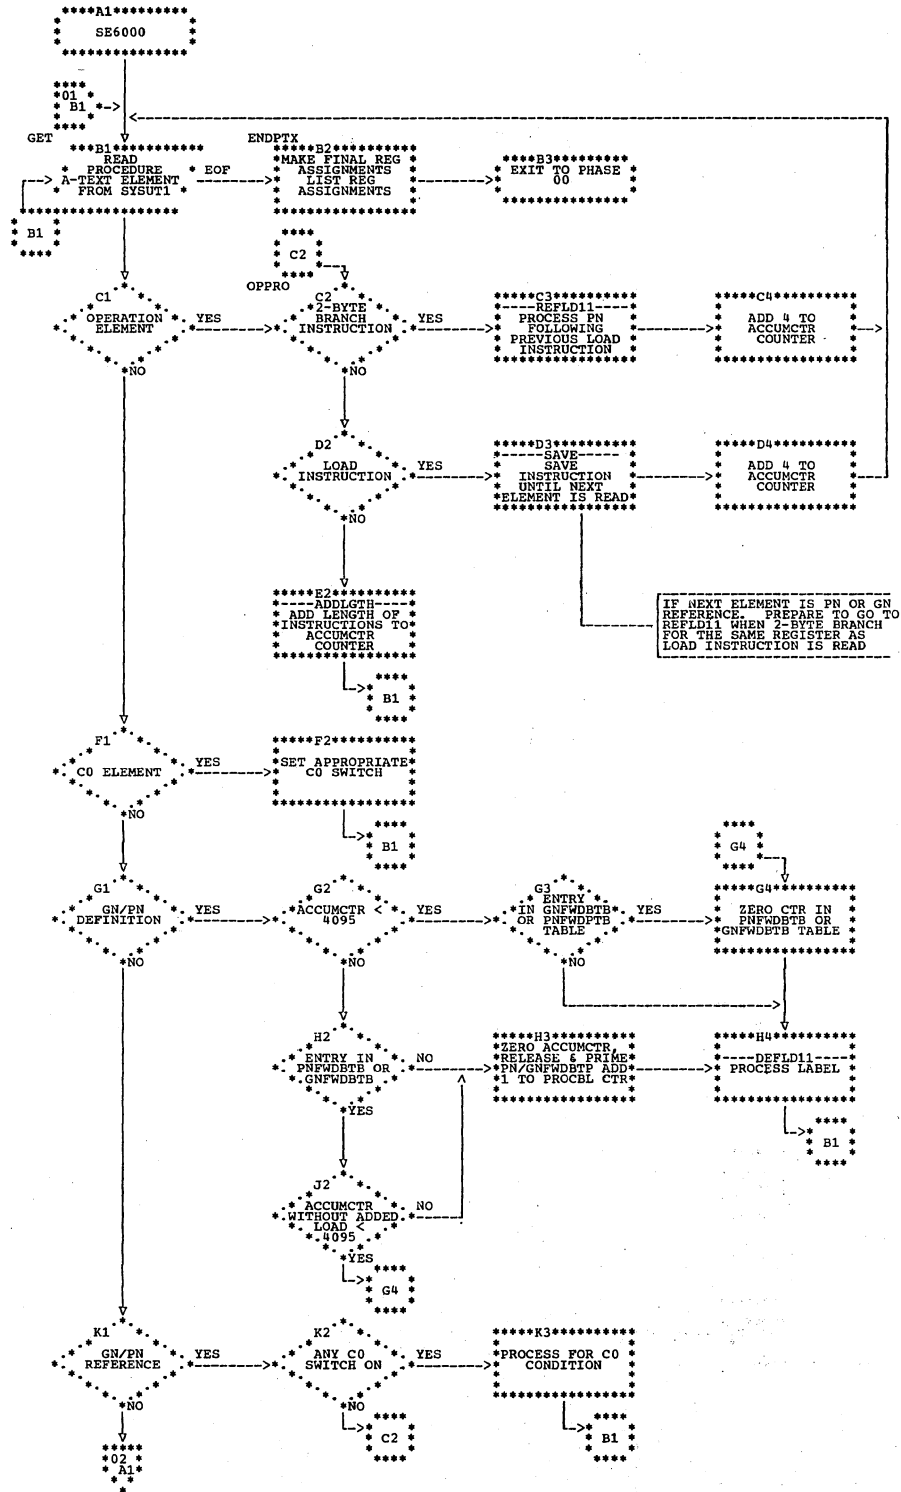 A1
SE6000
01
B1
GET
B1
READ
PROCEDURE
A-TEXT ELEMENT
FROM SYSUT1
EOF
ENDPTX
B2
MAKE FINAL REG
ASSIGNMENTS
LIST REG
ASSIGNMENTS
B3
EXIT TO PHASE
00
B1
C2
OPPRO
C1
OPERATION
ELEMENT
YES
NO
C2
2-BYTE
BRANCH
INSTRUCTION
YES
NO
C3
REFLD11
PROCESS PN
FOLLOWING
PREVIOUS LOAD
INSTRUCTION
C4
ADD 4 TO
ACCUMCTR
COUNTER
D2
LOAD
INSTRUCTION
YES
NO
D3
SAVE
SAVE
INSTRUCTION
UNTIL NEXT
ELEMENT IS READ
D4
ADD 4 TO
ACCUMCTR
COUNTER
E2
ADDLGTH
ADD LENGTH OF
INSTRUCTIONS TO
ACCUMCTR
COUNTER
IF NEXT ELEMENT IS PN OR GN
REFERENCE. PREPARE TO GO TO
REFLD11 WHEN 2-BYTE BRANCH
FOR THE SAME REGISTER AS
LOAD INSTRUCTION IS READ
B1
F1
C0 ELEMENT
YES
NO
F2
SET APPROPRIATE
C0 SWITCH
B1
G4
G1
GN/PN
DEFINITION
YES
NO
G2
ACCUMCTR <
4095
YES
NO
G3
ENTRY
IN GNFWDBTB
OR PNFWDPTB
TABLE
YES
NO
G4
ZERO CTR IN
PNFWDBTB OR
GNFWDBTB TABLE
H2
ENTRY IN
PNFWDBTB OR
GNFWDBTB
NO
YES
H3
ZERO ACCUMCTR,
RELEASE & PRIME
PN/GNFWDBTP ADD
1 TO PROCBL CTR
H4
DEFLD11
PROCESS LABEL
B1
J2
ACCUMCTR
WITHOUT ADDED
LOAD <
4095
NO
YES
G4
K1
GN/PN
REFERENCE
YES
NO
K2
ANY C0
SWITCH ON
YES
NO
K3
PROCESS FOR C0
CONDITION
C2
B1
02
A1